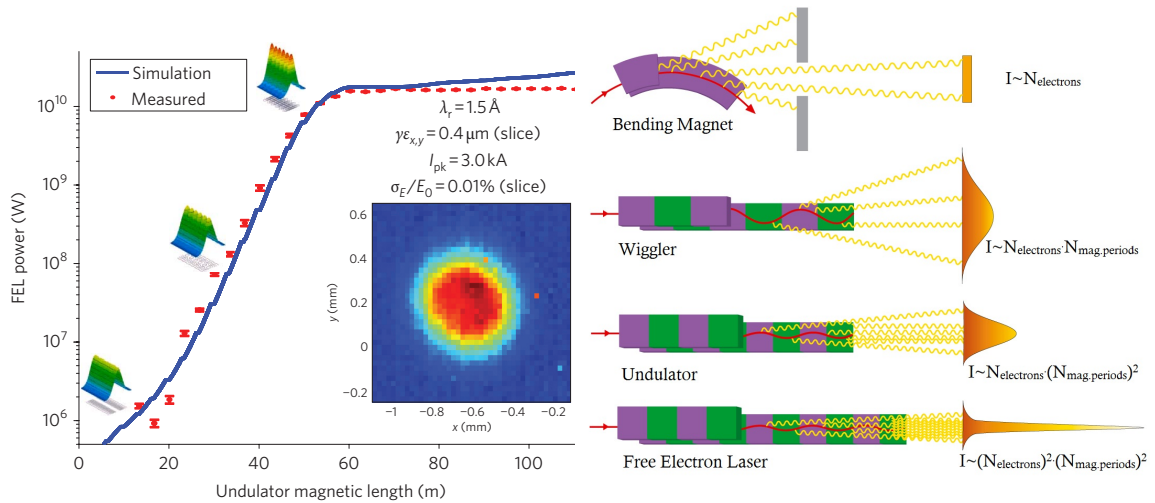 Simulation
Measured
λr = 1.5 Å
γεx,y = 0.4 μm (slice)
Ipk = 3.0 kA
σE/E0 = 0.01% (slice)
FEL power (W)
10^10
10^9
10^8
10^7
10^6
0
20
40
60
80
100
Undulator magnetic length (m)
y (mm)
0.6
0.4
0.2
0
−0.2
−1
−0.8
−0.6
−0.4
−0.2
x (mm)
Bending Magnet
I~Nelectrons
Wiggler
I~Nelectrons·Nmag.periods
Undulator
I~Nelectrons·(Nmag.periods)²
Free Electron Laser
I~(Nelectrons)²·(Nmag.periods)²